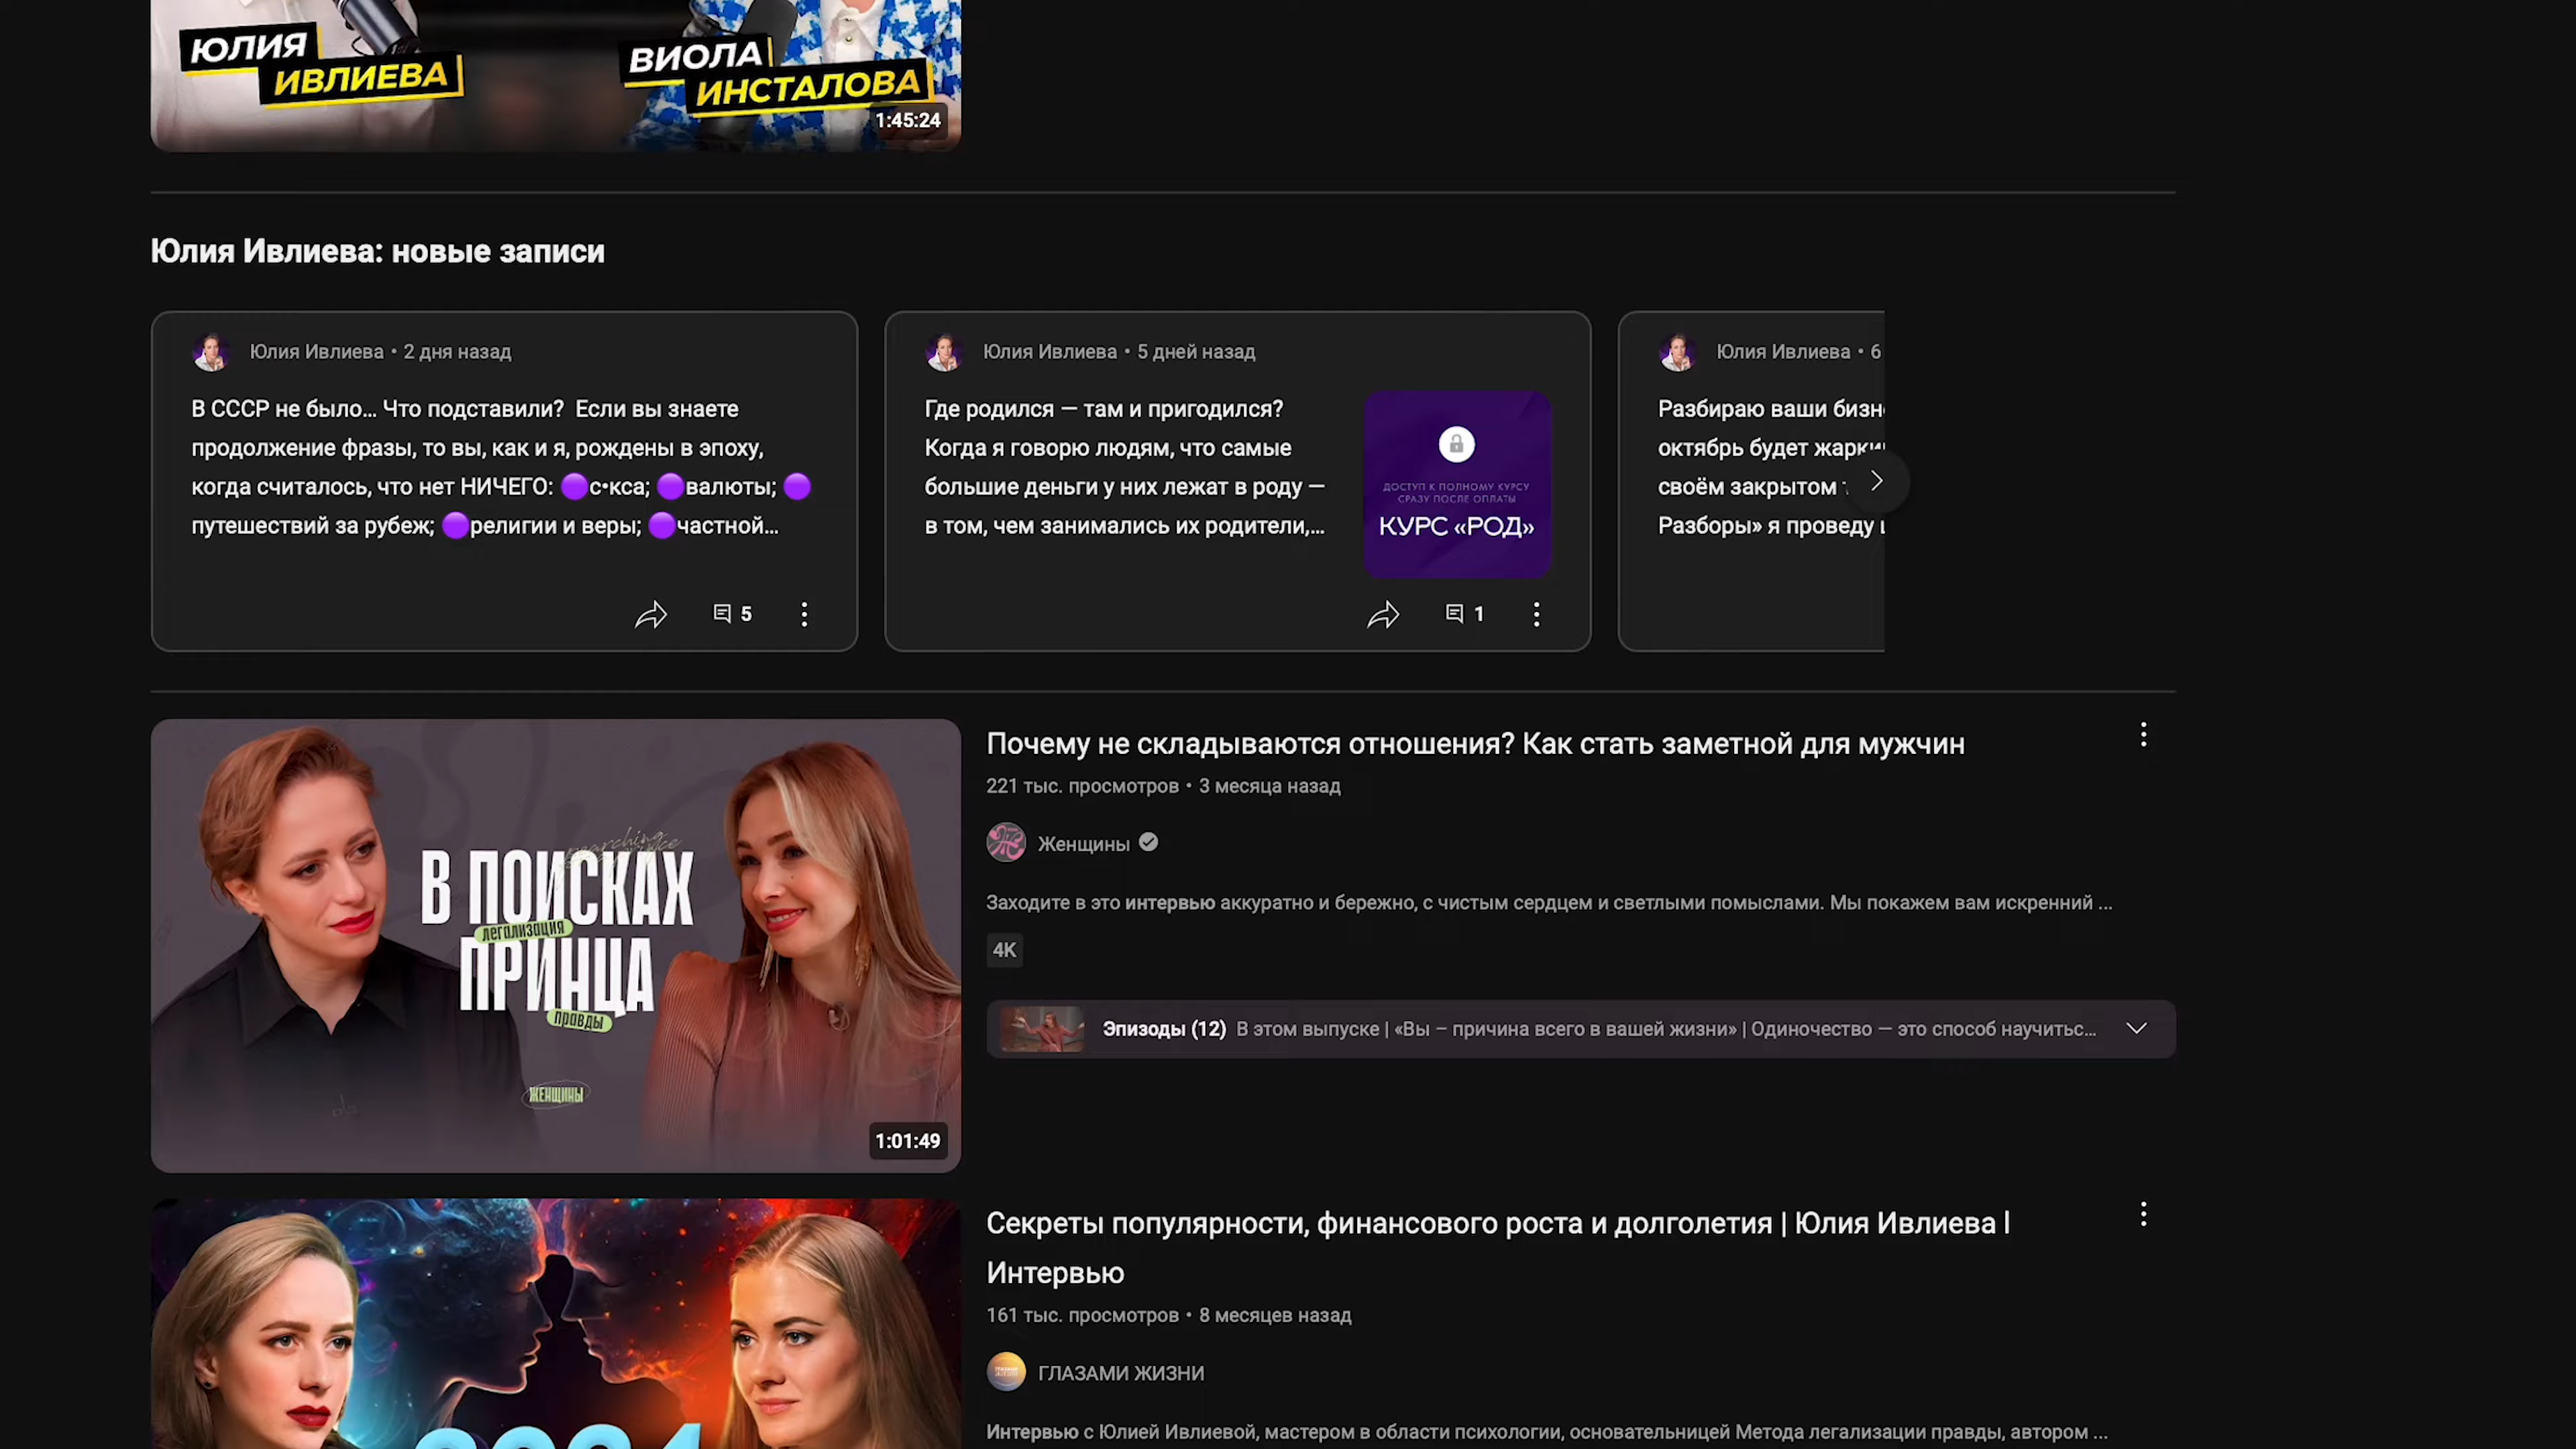 ЮЛИЯ
ИВЛИЕВА
ВИОЛА
ИНСТАЛОВА
1:45:24
Юлия Ивлиева: новые записи
Юлия Ивлиева • 2 дня назад
В СССР не было... Что подставили? Если вы знаете
продолжение фразы, то вы, как и я, рождены в эпоху,
когда считалось, что нет НИЧЕГО: 🟣с•кса; 🟣валюты; 🟣
путешествий за рубеж; 🟣религии и веры; 🟣частной...
5
Юлия Ивлиева • 5 дней назад
Где родился — там и пригодился?
Когда я говорю людям, что самые
большие деньги у них лежат в роду —
в том, чем занимались их родители,...
ДОСТУП К ПОЛНОМУ КУРСУ
СРАЗУ ПОСЛЕ ОПЛАТЫ
КУРС «РОД»
1
Юлия Ивлиева • 6
Разбираю ваши
октябрь будет
своём закрытом
Разборы» я проведу
В ПОИСКАХ
легализация
ПРИНЦА
правды
ЖЕНЩИНЫ
1:01:49
Почему не складываются отношения? Как стать заметной для мужчин
221 тыс. просмотров • 3 месяца назад
Женщины
Заходите в это интервью аккуратно и бережно, с чистым сердцем и светлыми помыслами. Мы покажем вам искренний ...
4K
Эпизоды (12) В этом выпуске | «Вы – причина всего в вашей жизни» | Одиночество — это способ научитьс...
Секреты популярности, финансового роста и долголетия | Юлия Ивлиева l
Интервью
161 тыс. просмотров • 8 месяцев назад
ГЛАЗАМИ ЖИЗНИ
Интервью с Юлией Ивлиевой, мастером в области психологии, основательницей Метода легализации правды, автором ...